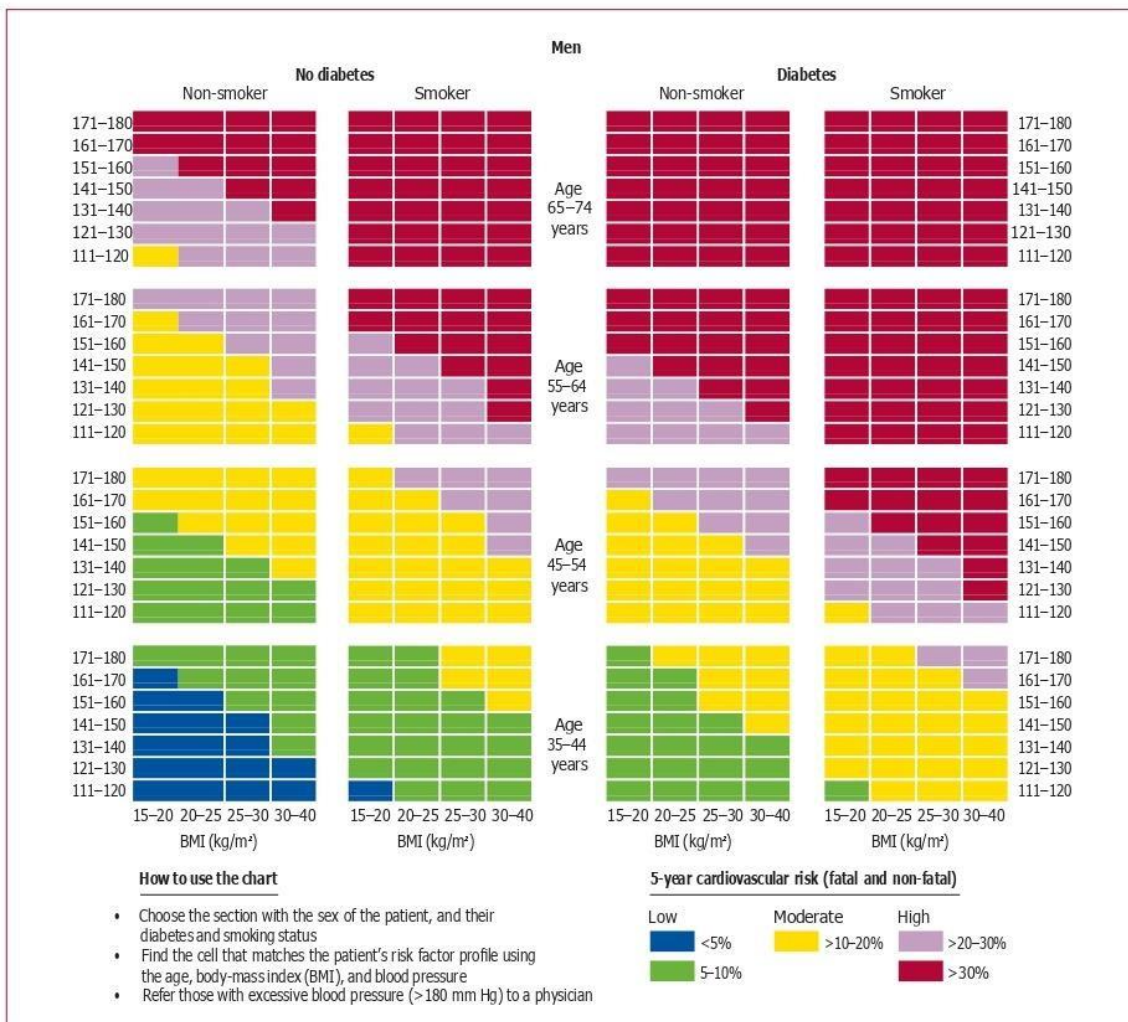 Men
No diabetes
Diabetes
Non-smoker
Smoker
Non-smoker
Smoker
171–180
161–170
151–160
141–150
131–140
121–130
111–120
Age
65–74
years
171–180
161–170
151–160
141–150
131–140
121–130
111–120
171–180
161–170
151–160
141–150
131–140
121–130
111–120
Age
55–64
years
171–180
161–170
151–160
141–150
131–140
121–130
111–120
171–180
161–170
151–160
141–150
131–140
121–130
111–120
Age
45–54
years
171–180
161–170
151–160
141–150
131–140
121–130
111–120
171–180
161–170
151–160
141–150
131–140
121–130
111–120
Age
35–44
years
171–180
161–170
151–160
141–150
131–140
121–130
111–120
15–20 20–25 25–30 30–40
15–20 20–25 25–30 30–40
15–20 20–25 25–30 30–40
15–20 20–25 25–30 30–40
BMI (kg/m²)
BMI (kg/m²)
BMI (kg/m²)
BMI (kg/m²)
How to use the chart
• Choose the section with the sex of the patient, and their
diabetes and smoking status
• Find the cell that matches the patient's risk factor profile using
the age, body-mass index (BMI), and blood pressure
• Refer those with excessive blood pressure (>180 mm Hg) to a physician
5-year cardiovascular risk (fatal and non-fatal)
Low
Moderate
High
<5%
>10–20%
>20–30%
5–10%
>30%